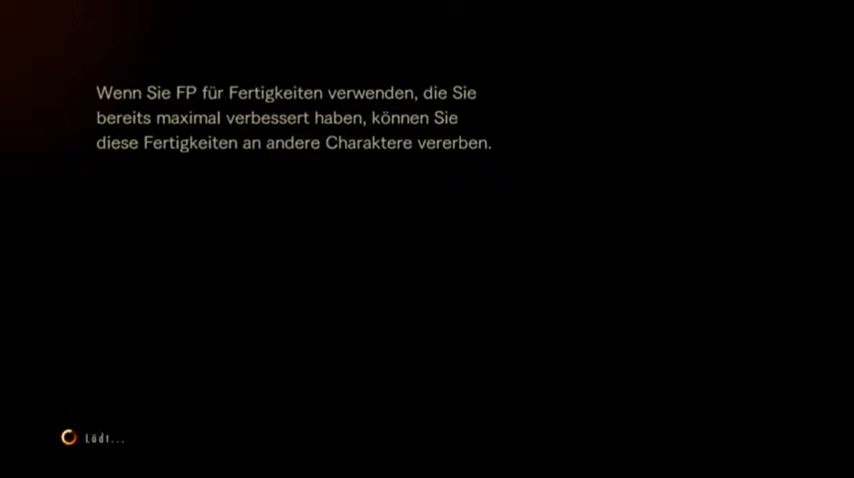 Wenn Sie FP für Fertigkeiten verwenden, die Sie
bereits maximal verbessert haben, können Sie
diese Fertigkeiten an andere Charaktere vererben.
Lädt...